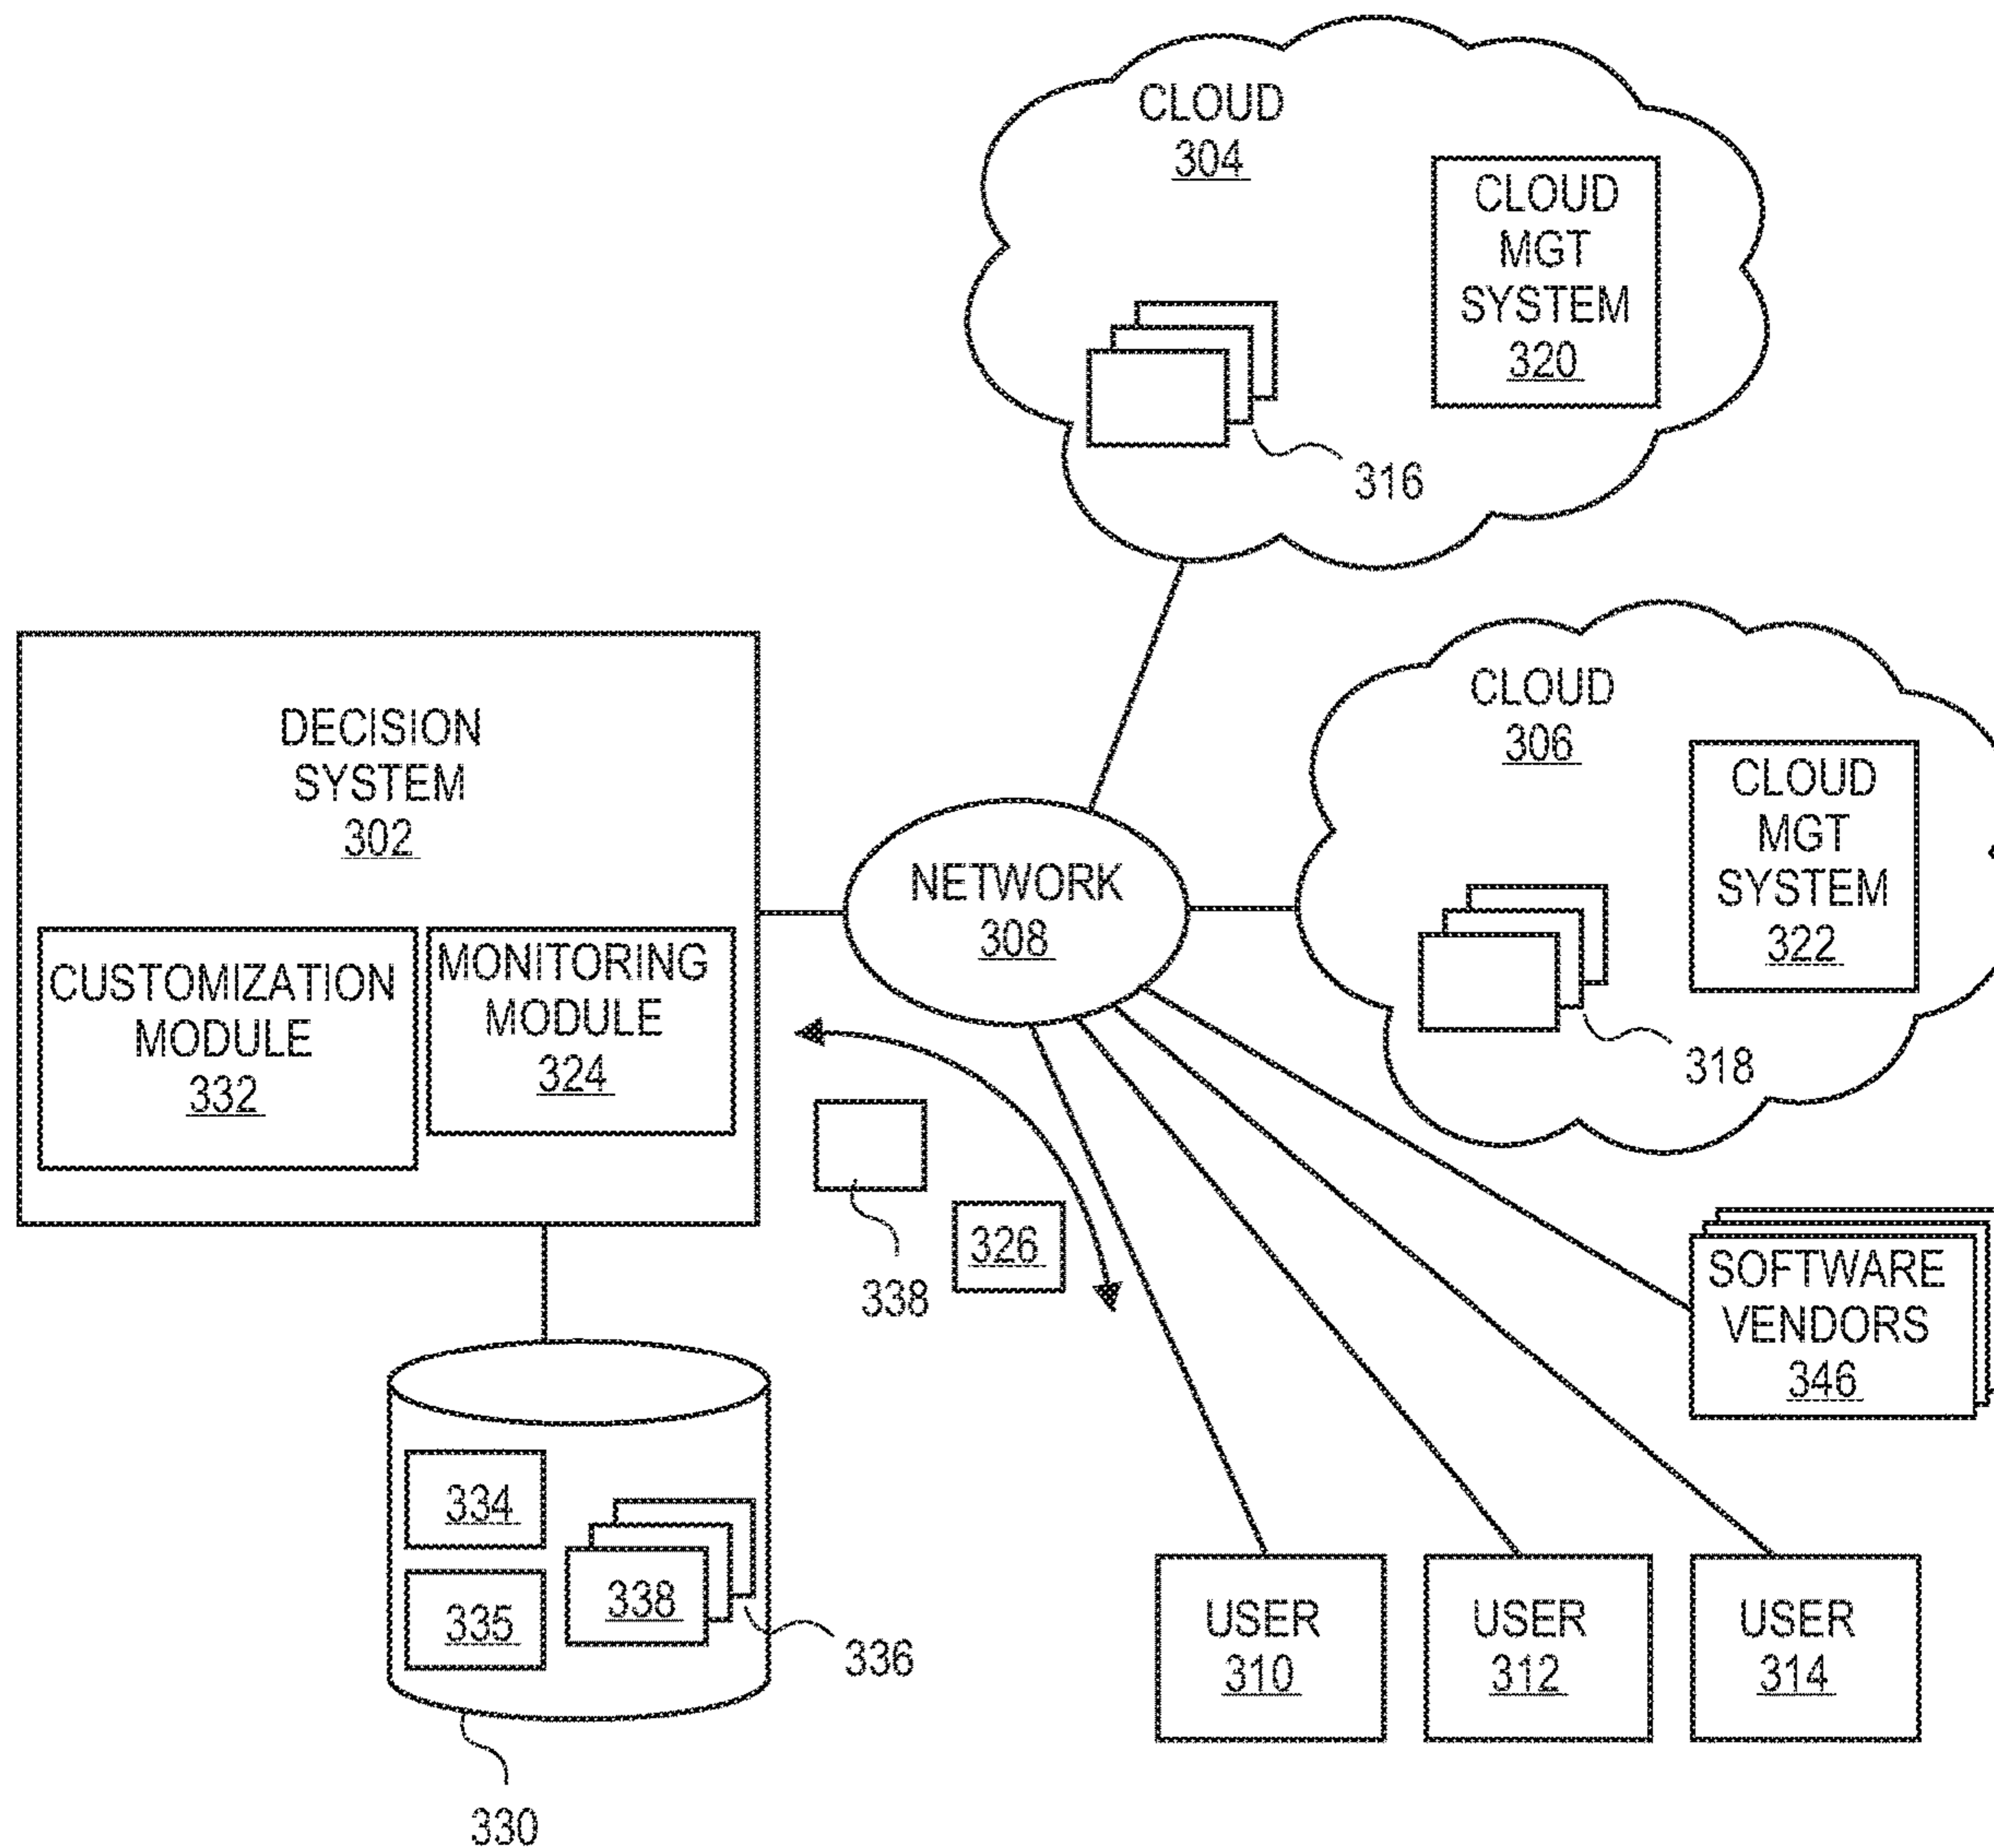 CLOUD
304
CLOUD
MGT
SYSTEM
320
316
CLOUD
306
CLOUD
MGT
SYSTEM
322
318
DECISION
SYSTEM
302
CUSTOMIZATION
MODULE
332
MONITORING
MODULE
324
NETWORK
308
338
326
SOFTWARE
VENDORS
346
334
335
338
336
330
USER
310
USER
312
USER
314